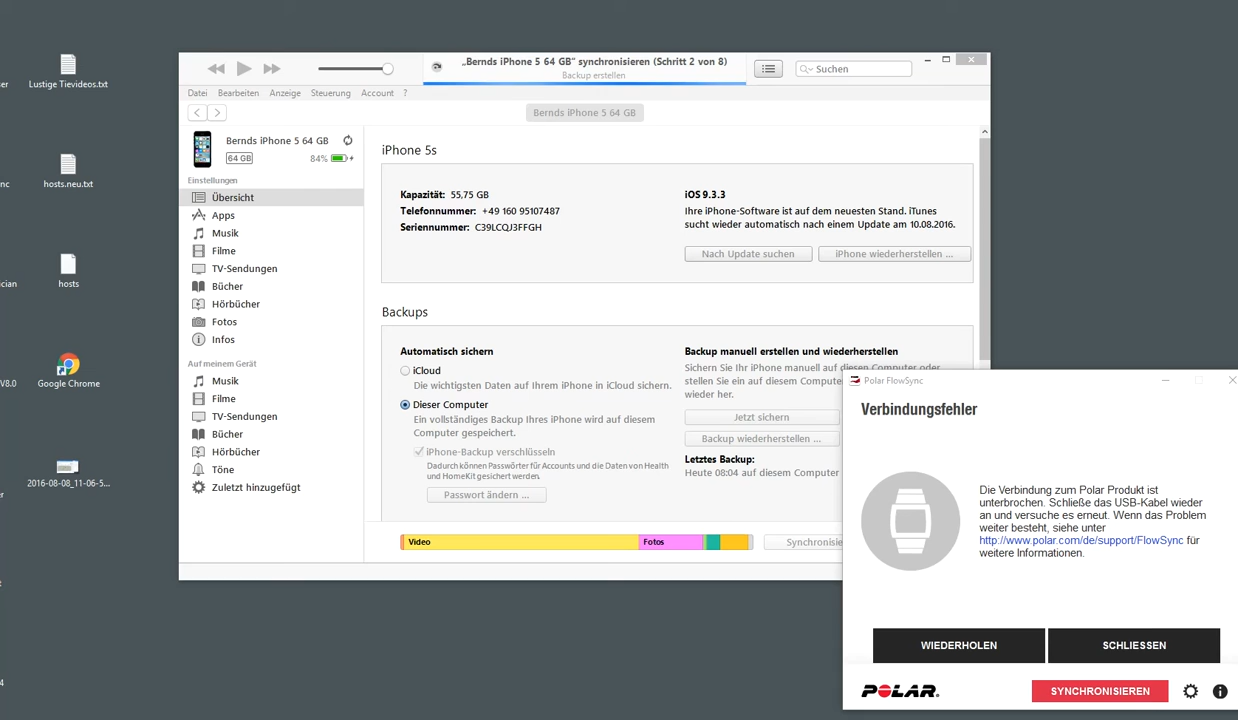 ser
Lustige Tievideos.txt
nc
hosts.neu.txt
ician
hosts
V8.0
Google Chrome
er
2016-08-08_11-06-5...
t
4
„Bernds iPhone 5 64 GB" synchronisieren (Schritt 2 von 8)
Backup erstellen
Suchen
Datei Bearbeiten Anzeige Steuerung Account ?
Bernds iPhone 5 64 GB
Bernds iPhone 5 64 GB
64 GB 84%
Einstellungen
Übersicht
Apps
Musik
Filme
TV-Sendungen
Bücher
Hörbücher
Fotos
Infos
Auf meinem Gerät
Musik
Filme
TV-Sendungen
Bücher
Hörbücher
Töne
Zuletzt hinzugefügt
iPhone 5s
Kapazität: 55,75 GB
Telefonnummer: +49 160 95107487
Seriennummer: C39LCQJ3FFGH
iOS 9.3.3
Ihre iPhone-Software ist auf dem neuesten Stand. iTunes
sucht wieder automatisch nach einem Update am 10.08.2016.
Nach Update suchen
iPhone wiederherstellen ...
Backups
Automatisch sichern
iCloud
Die wichtigsten Daten auf Ihrem iPhone in iCloud sichern.
Dieser Computer
Ein vollständiges Backup Ihres iPhone wird auf diesem
Computer gespeichert.
iPhone-Backup verschlüsseln
Dadurch können Passwörter für Accounts und die Daten von Health
und HomeKit gesichert werden.
Passwort ändern ...
Backup manuell erstellen und wiederherstellen
Sichern Sie Ihr iPhone manuell auf diesem Computer
stellen Sie ein auf diesem Computer
wieder her.
Jetzt sichern
Backup wiederherstellen ...
Letztes Backup:
Heute 08:04 auf diesem Computer
Video
Fotos
Synchronisie
Polar FlowSync
Verbindungsfehler
Die Verbindung zum Polar Produkt ist
unterbrochen. Schließe das USB-Kabel wieder
an und versuche es erneut. Wenn das Problem
weiter besteht, siehe unter
http://www.polar.com/de/support/FlowSync für
weitere Informationen.
WIEDERHOLEN
SCHLIESSEN
POLAR.
SYNCHRONISIEREN